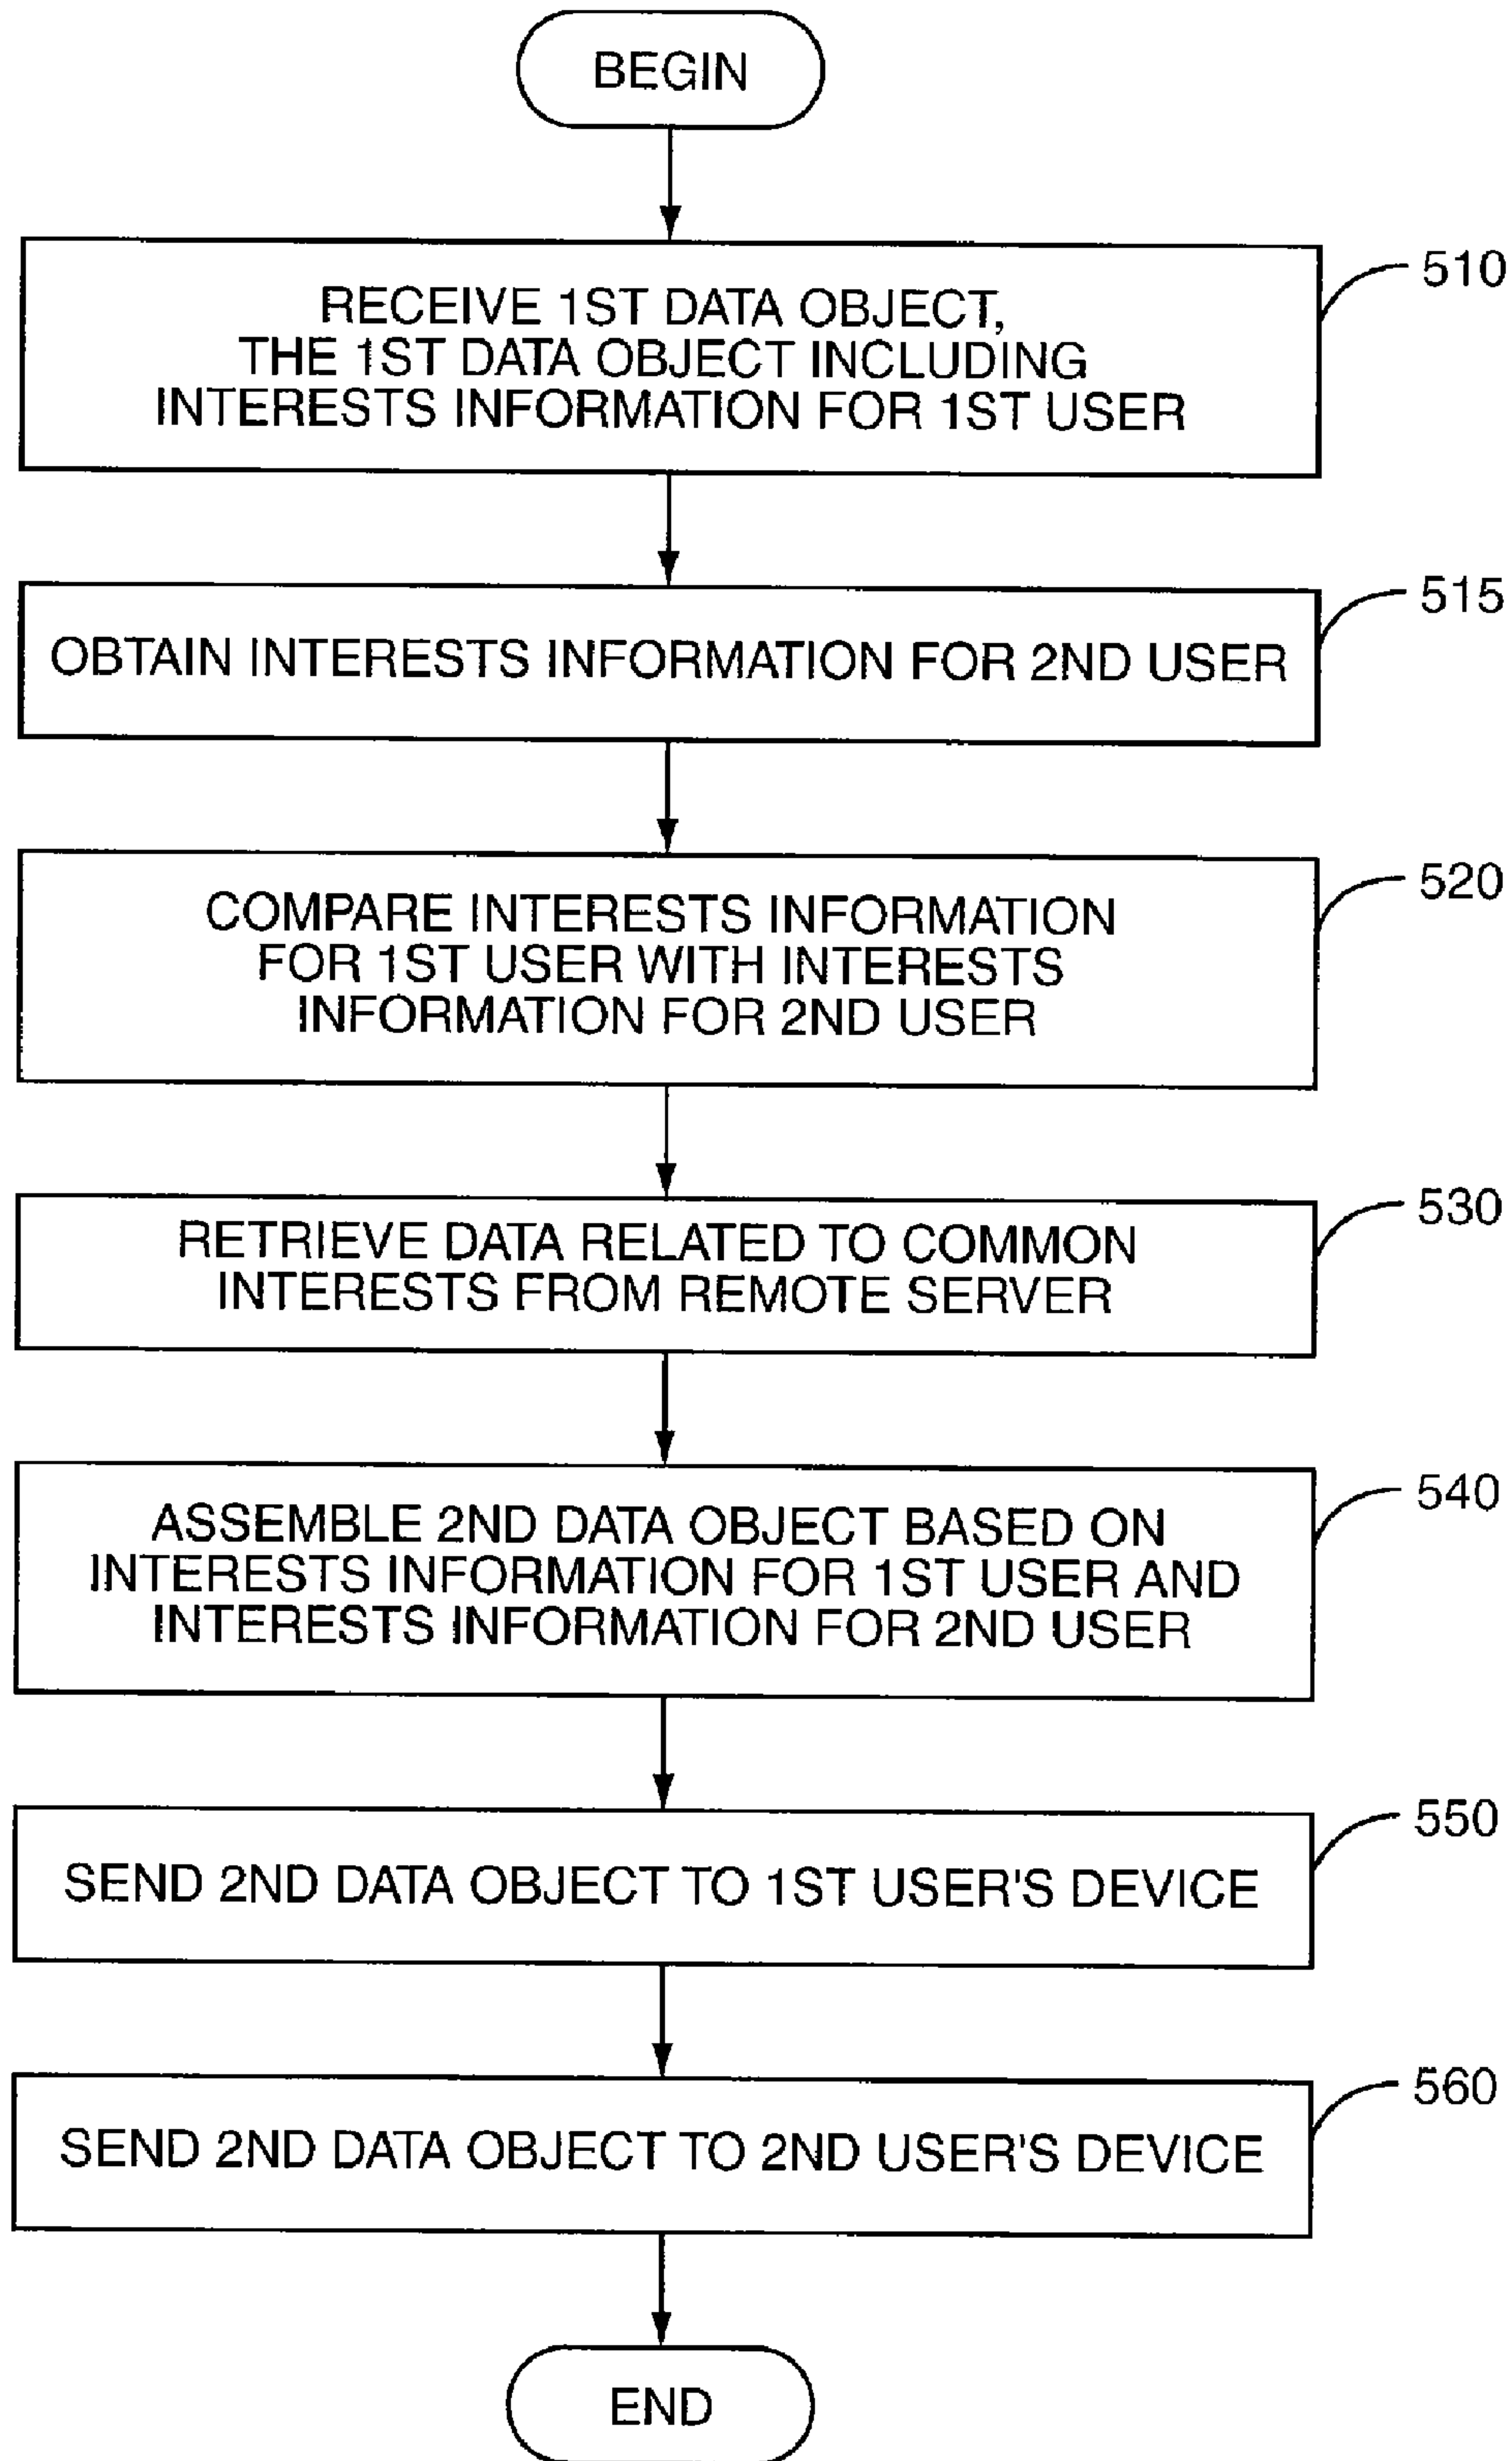 BEGIN
510
RECEIVE 1ST DATA OBJECT,
THE 1ST DATA OBJECT INCLUDING
INTERESTS INFORMATION FOR 1ST USER
515
OBTAIN INTERESTS INFORMATION FOR 2ND USER
520
COMPARE INTERESTS INFORMATION
FOR 1ST USER WITH INTERESTS
INFORMATION FOR 2ND USER
530
RETRIEVE DATA RELATED TO COMMON
INTERESTS FROM REMOTE SERVER
540
ASSEMBLE 2ND DATA OBJECT BASED ON
INTERESTS INFORMATION FOR 1ST USER AND
INTERESTS INFORMATION FOR 2ND USER
550
SEND 2ND DATA OBJECT TO 1ST USER'S DEVICE
560
SEND 2ND DATA OBJECT TO 2ND USER'S DEVICE
END